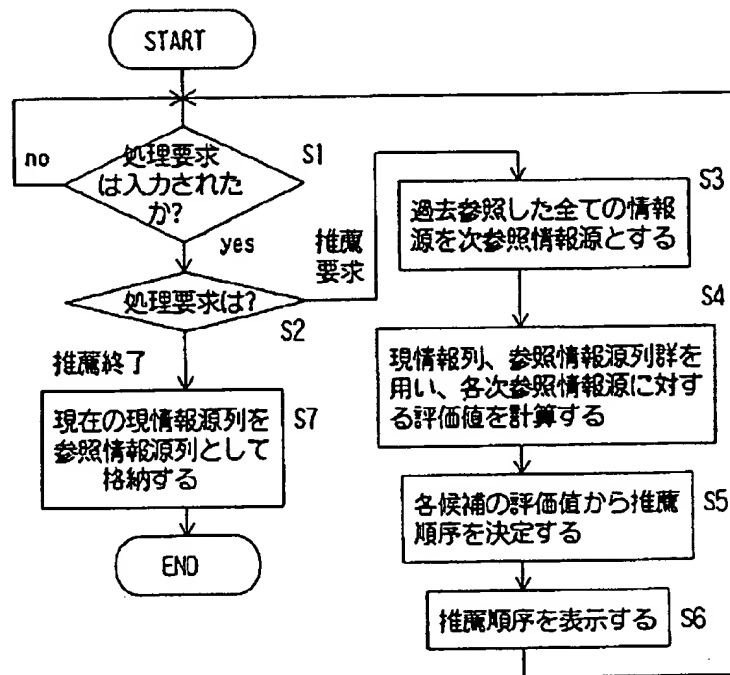 START
no
処理要求
は入力された
か?
S1
yes
処理要求は?
S2
推薦
要求
推薦終了
現在の現情報源列を
参照情報源列として
格納する
S7
END
過去参照した全ての情報
源を次参照情報源とする
S3
現情報列、参照情報源列群を
用い、各次参照情報源に対す
る評価値を計算する
S4
各候補の評価値から推薦
順序を決定する
S5
推薦順序を表示する
S6